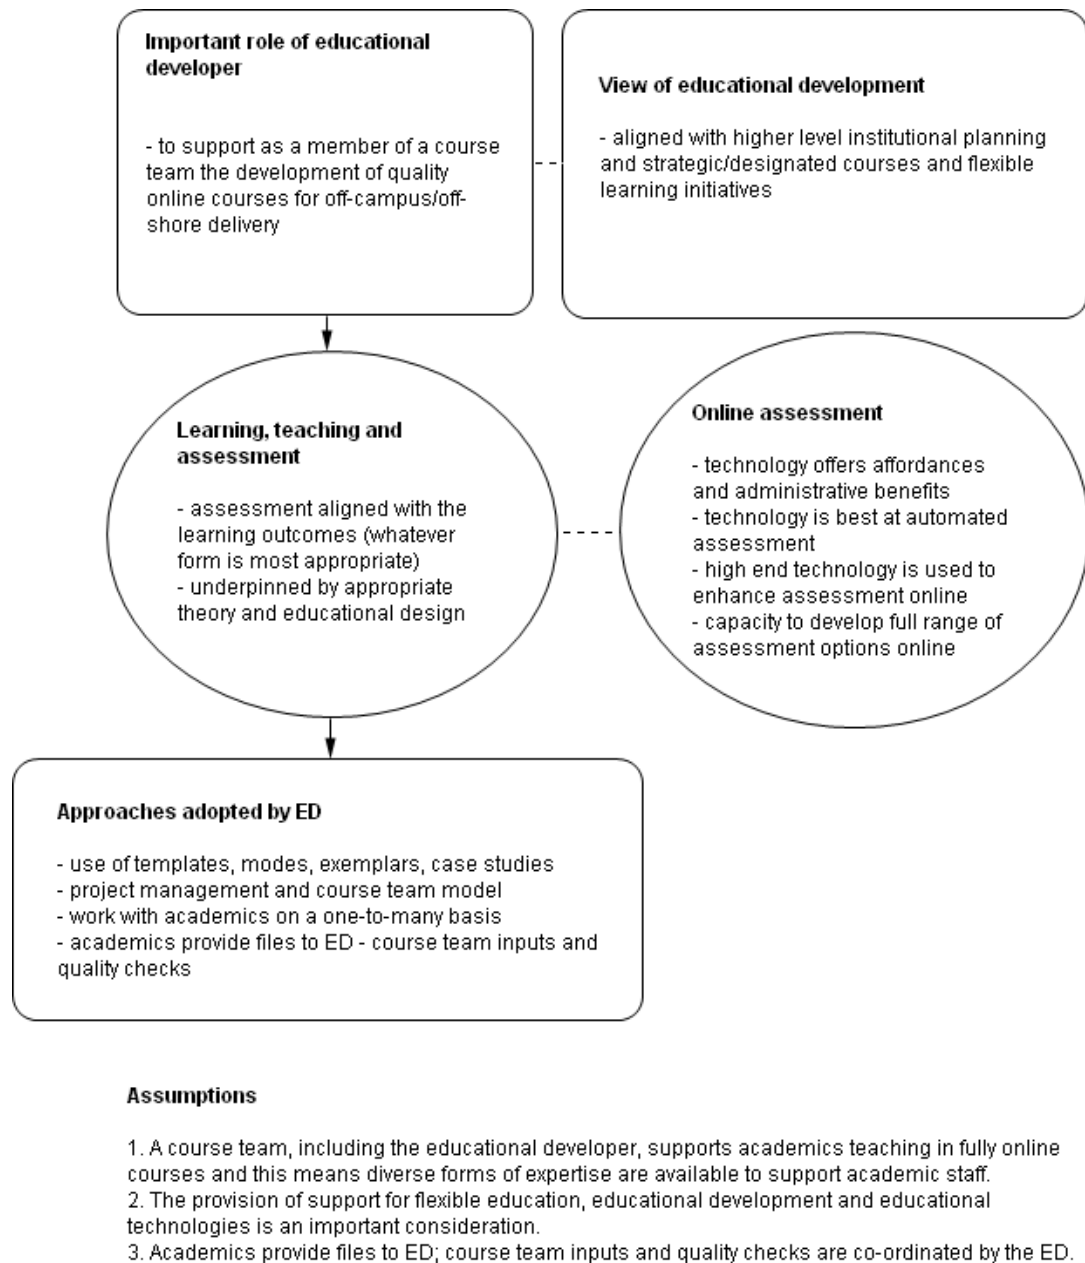 Important role of educational
developer
- to support as a member of a course
team the development of quality
online courses for off-campus/off-
shore delivery
View of educational development
- aligned with higher level institutional planning
and strategic/designated courses and flexible
learning initiatives
Learning, teaching and
assessment
- assessment aligned with the
learning outcomes (whatever
form is most appropriate)
- underpinned by appropriate
theory and educational design
Online assessment
- technology offers affordances
and administrative benefits
- technology is best at automated
assessment
- high end technology is used to
enhance assessment online
- capacity to develop full range of
assessment options online
Approaches adopted by ED
- use of templates, modes, exemplars, case studies
- project management and course team model
- work with academics on a one-to-many basis
- academics provide files to ED - course team inputs and
quality checks
Assumptions
1. A course team, including the educational developer, supports academics teaching in fully online
courses and this means diverse forms of expertise are available to support academic staff.
2. The provision of support for flexible education, educational development and educational
technologies is an important consideration.
3. Academics provide files to ED; course team inputs and quality checks are co-ordinated by the ED.